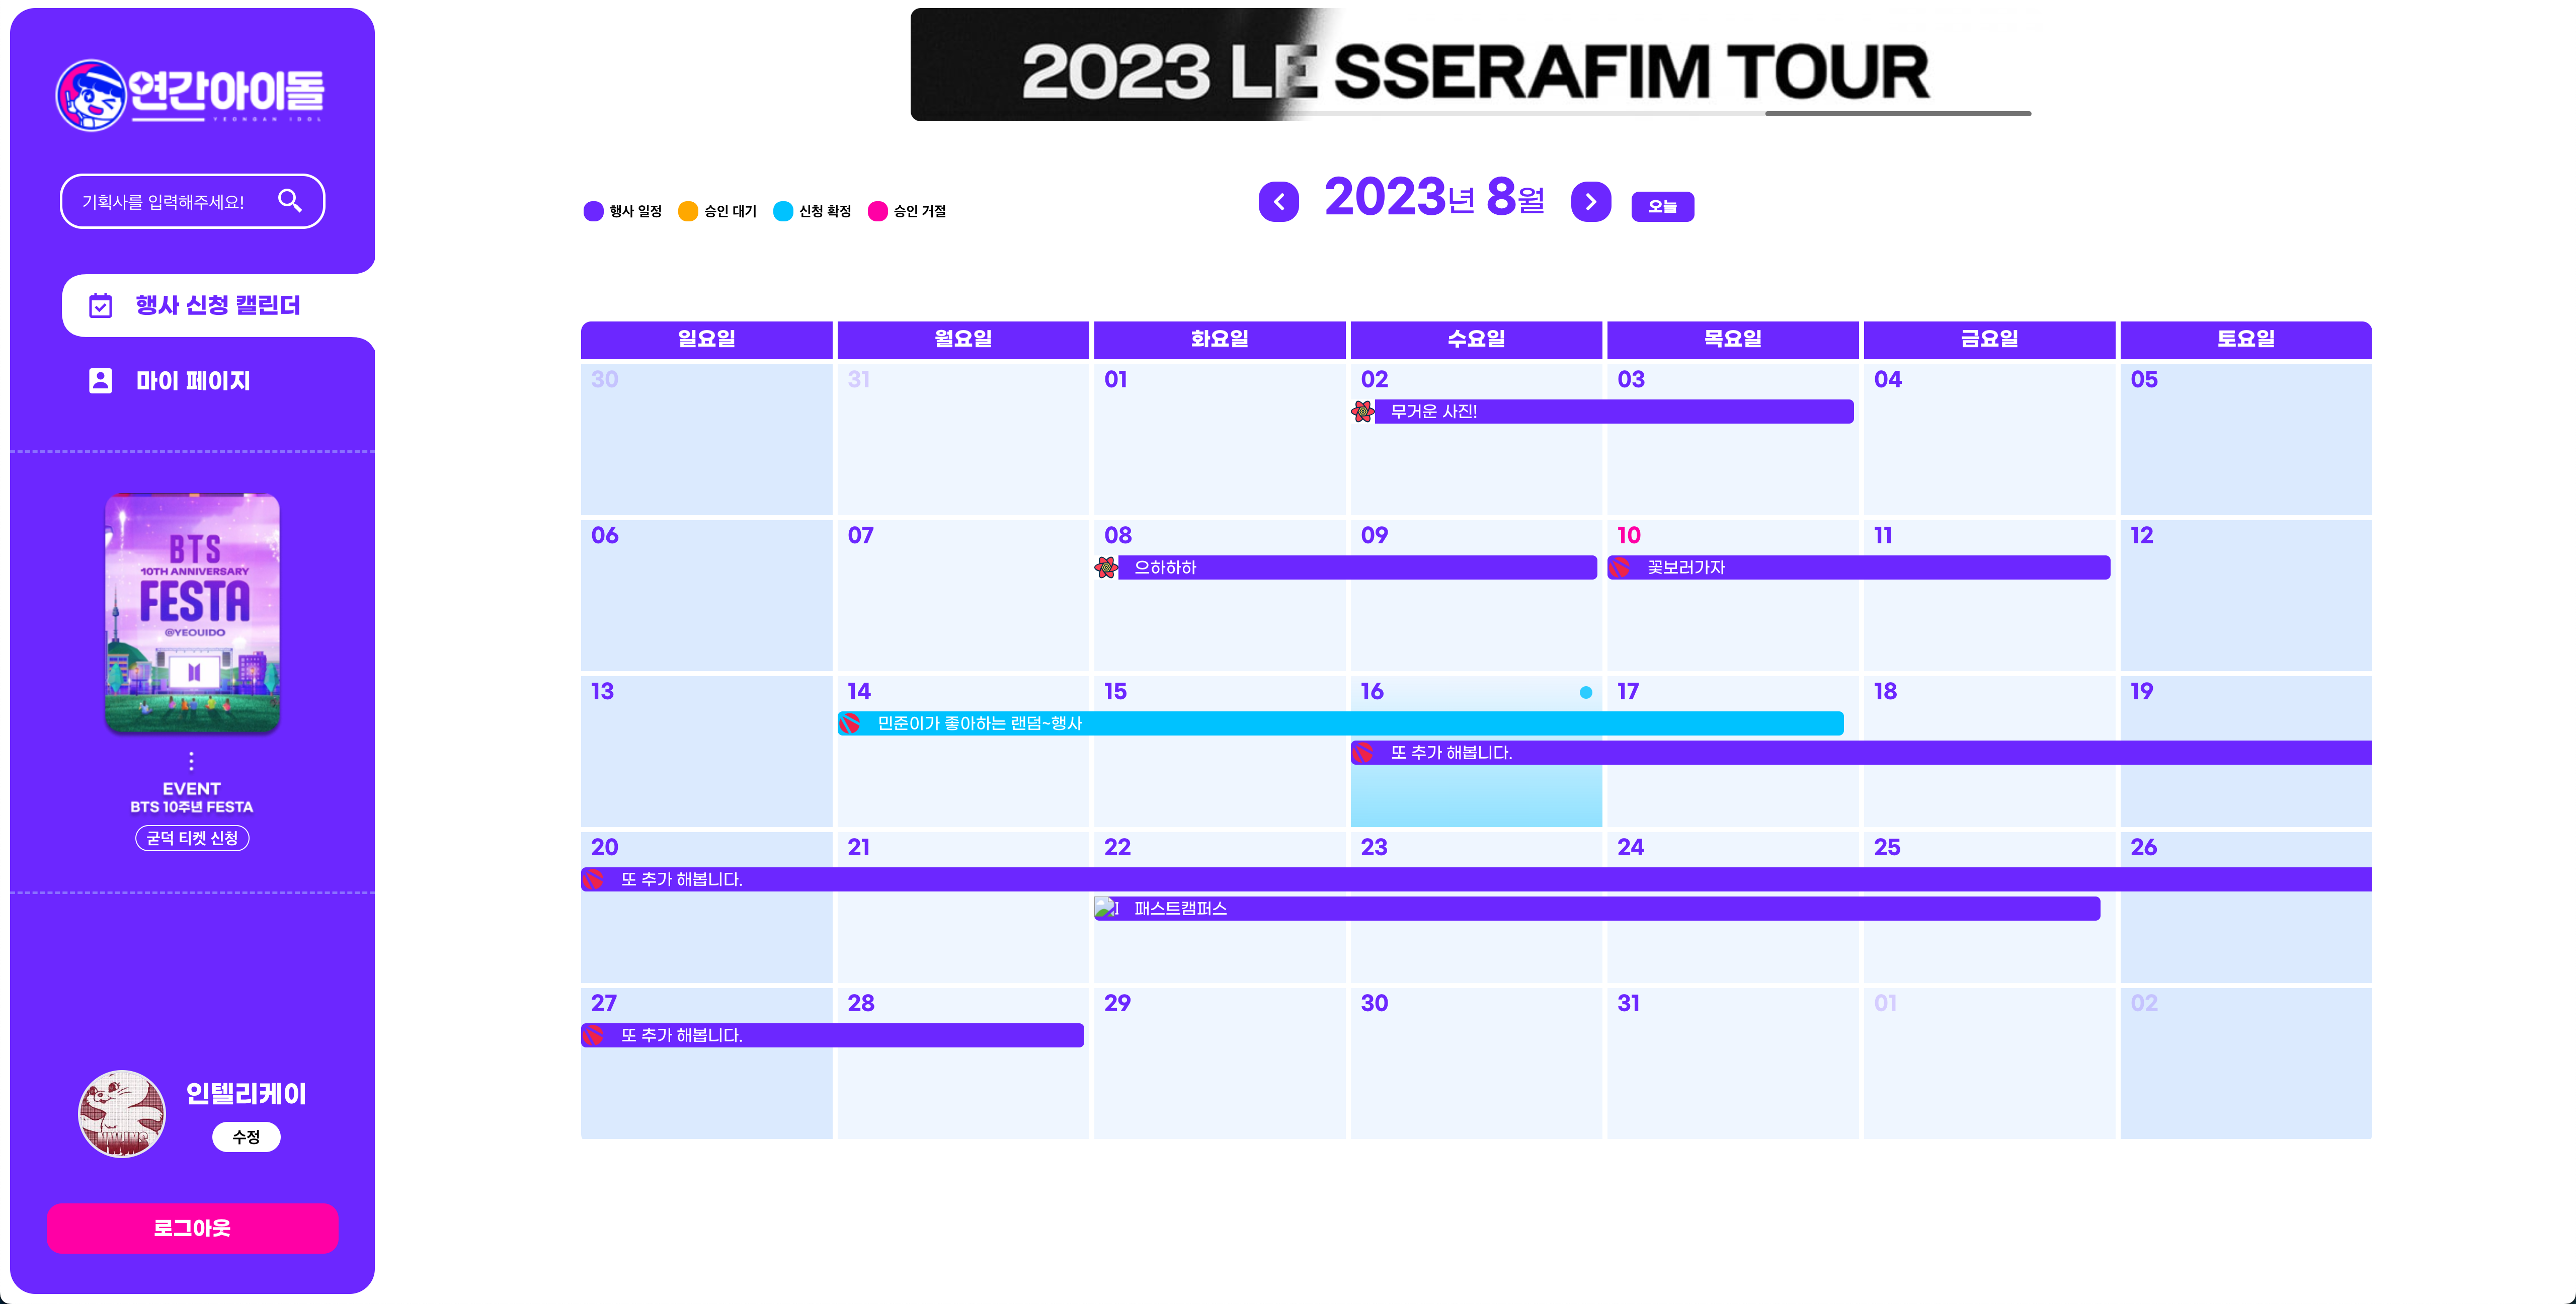 연간아이돌
YEONGAN IDOL
기획사를 입력해주세요!
행사 신청 캘린더
마이 페이지
BTS
10TH ANNIVERSARY
FESTA
@YEOUIDO
EVENT
BTS 10주년 FESTA
굳덕 티켓 신청
인텔리케이
NWJNS
수정
로그아웃
2023 LE SSERAFIM TOUR
행사 일정 승인 대기 신청 확정 승인 거절
2023년 8월
오늘
일요일 월요일 화요일 수요일 목요일 금요일 토요일
30 31 01 02 03 04 05
무거운 사진!
06 07 08 09 10 11 12
으하하하 꽃보러가자
13 14 15 16 17 18 19
민준이가 좋아하는 랜덤~행사
또 추가 해봅니다.
20 21 22 23 24 25 26
또 추가 해봅니다.
패스트캠퍼스
27 28 29 30 31 01 02
또 추가 해봅니다.